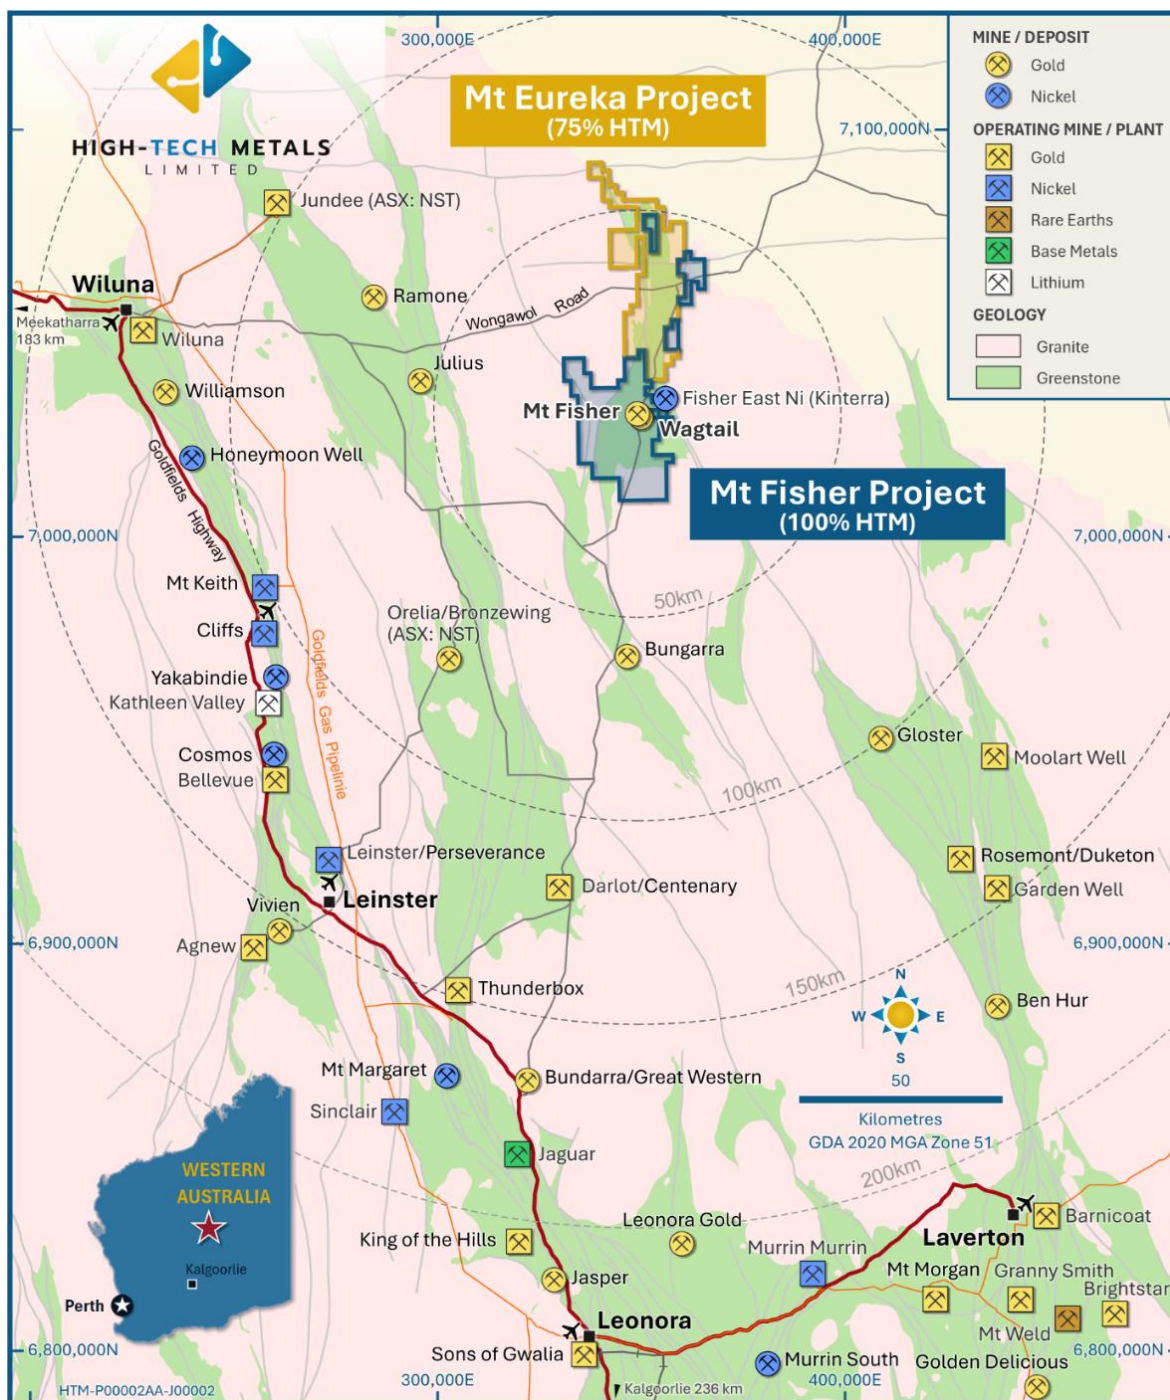 300,000E
400,000E
HIGH-TECH METALS
LIMITED
Mt Eureka Project
(75% HTM)
7,100,000N
MINE / DEPOSIT
Gold
Nickel
OPERATING MINE / PLANT
Gold
Nickel
Rare Earths
Base Metals
Lithium
GEOLOGY
Granite
Greenstone
Jundee (ASX: NST)
Wiluna
Ramone
Meekatharra
183 km
Wiluna
Wongawol Road
Julius
Williamson
Fisher East Ni (Kinterra)
Mt Fisher
Wagtail
Honeymoon Well
Goldfields Highway
Mt Fisher Project
(100% HTM)
7,000,000N
7,000,000N
Mt Keith
50km
Orelia/Bronzewing
(ASX: NST)
Cliffs
Goldfields Gas Pipelinie
Bungarra
Yakabindie
Kathleen Valley
Gloster
Cosmos
Moolart Well
Bellevue
100km
Leinster/Perseverance
Rosemont/Duketon
Darlot/Centenary
Garden Well
Leinster
Vivien
Agnew
6,900,000N
6,900,000N
150km
Thunderbox
N
W
E
S
Ben Hur
Mt Margaret
Bundarra/Great Western
50
Kilometres
GDA 2020 MGA Zone 51
Sinclair
Jaguar
200km
WESTERN
AUSTRALIA
Kalgoorlie
Perth
Leonora Gold
King of the Hills
Laverton
Barnicoat
Murrin Murrin
Mt Morgan
Granny Smith
Jasper
Brightstar
Leonora
Mt Weld
6,800,000N
Sons of Gwalia
Murrin South
6,800,000N
Golden Delicious
HTM-P00002AA-J00002
300,000E
Kalgoorlie 236 km
400,000E